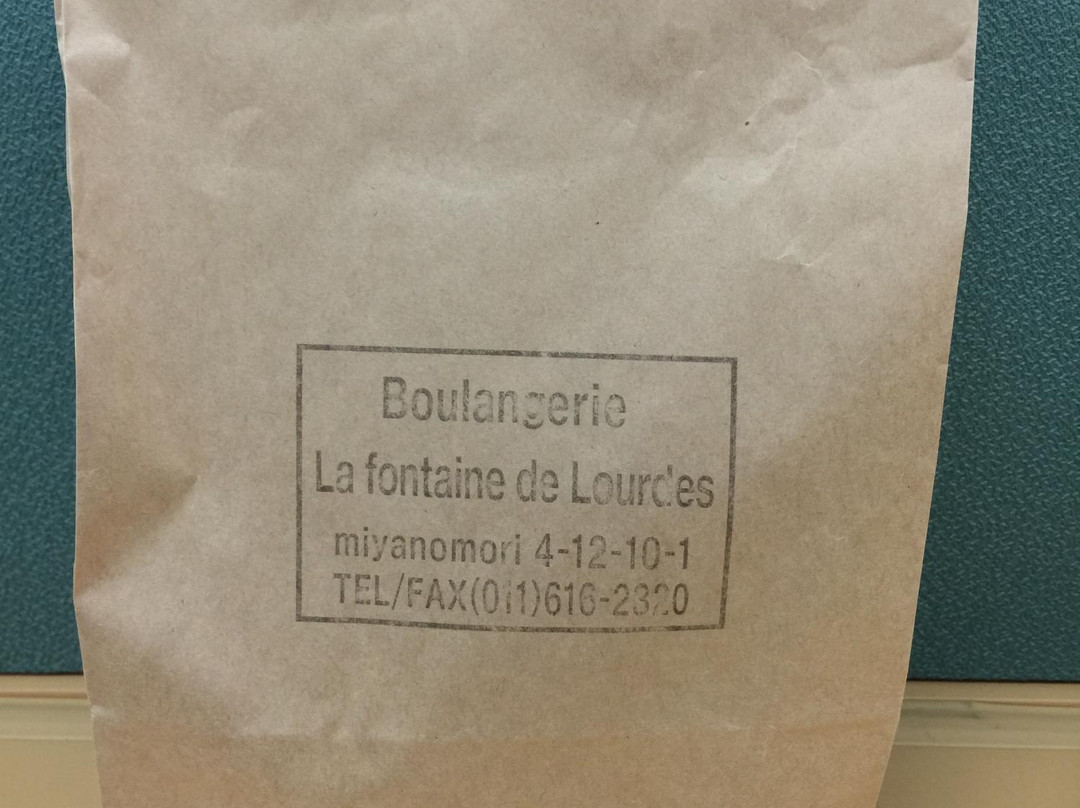 Boulangerie
La fontaine de Lourdes
miyanomori 4-12-10-1
TEL/FAX(011)616-2320